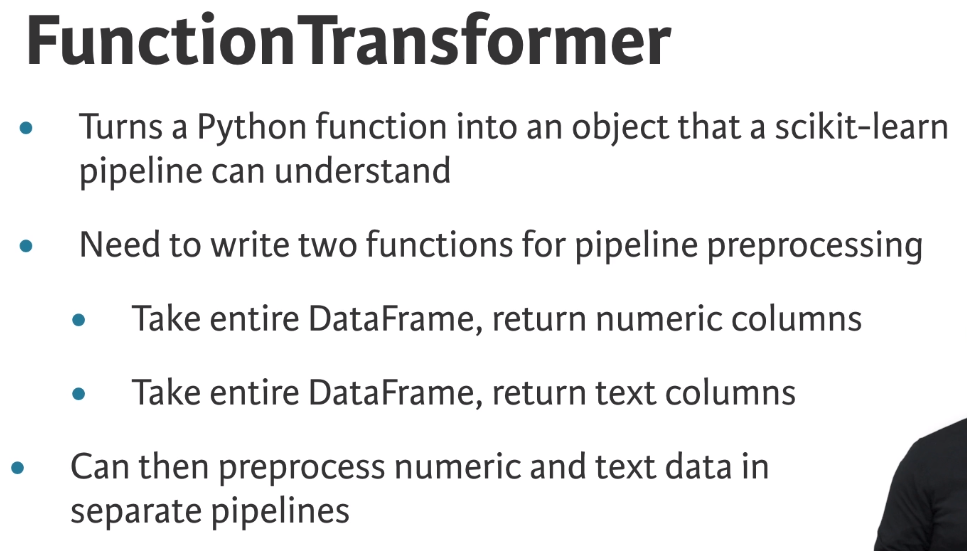 FunctionTransformer
• Turns a Python function into an object that a scikit-learn
pipeline can understand
• Need to write two functions for pipeline preprocessing
• Take entire DataFrame, return numeric columns
• Take entire DataFrame, return text columns
• Can then preprocess numeric and text data in
separate pipelines